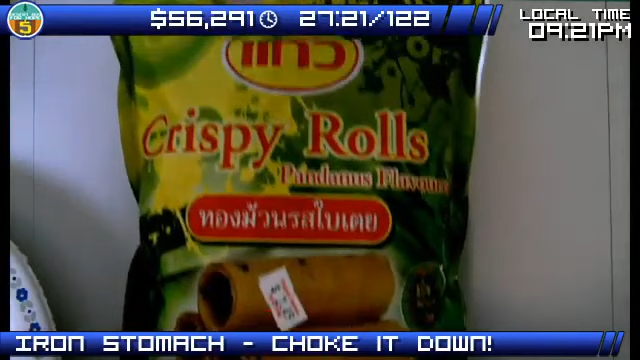 $56,291 27:21/122
LOCAL TIME
09:21PM
5
Crispy Rolls
Pandanus Flavour
ทองม้วนรสใบเตย
IRON STOMACH - CHOKE IT DOWN!